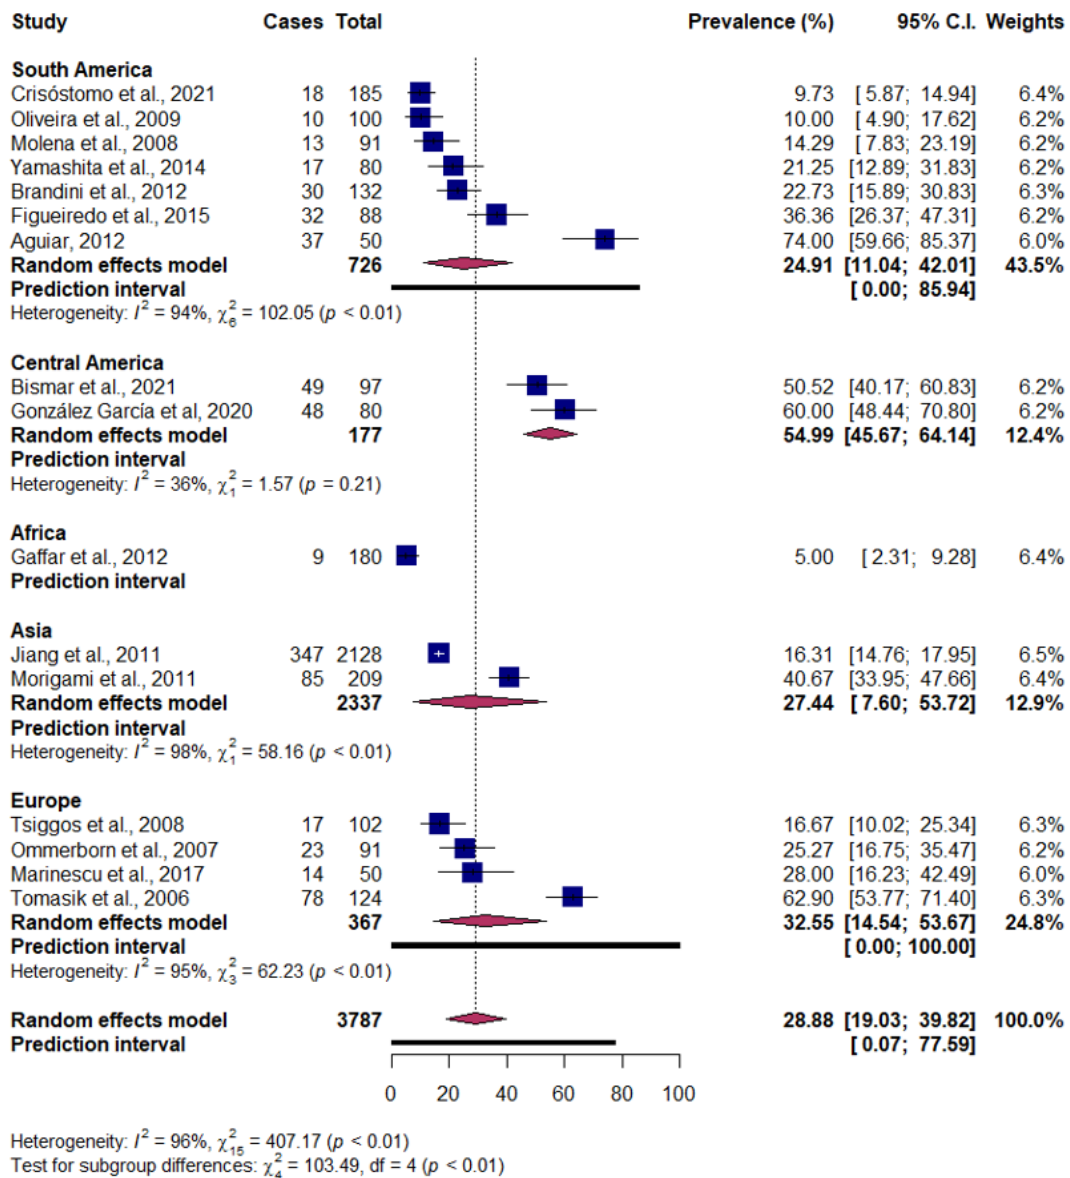 Study Cases Total Prevalence (%) 95% C.I. Weights
South America
Crisóstomo et al., 2021 18 185 9.73 [ 5.87; 14.94] 6.4%
Oliveira et al., 2009 10 100 10.00 [ 4.90; 17.62] 6.2%
Molena et al., 2008 13 91 14.29 [ 7.83; 23.19] 6.2%
Yamashita et al., 2014 17 80 21.25 [12.89; 31.83] 6.2%
Brandini et al., 2012 30 132 22.73 [15.89; 30.83] 6.3%
Figueiredo et al., 2015 32 88 36.36 [26.37; 47.31] 6.2%
Aguiar, 2012 37 50 74.00 [59.66; 85.37] 6.0%
Random effects model 726 24.91 [11.04; 42.01] 43.5%
Prediction interval [ 0.00; 85.94]
Heterogeneity: I² = 94%, χ²₆ = 102.05 (p < 0.01)
Central America
Bismar et al., 2021 49 97 50.52 [40.17; 60.83] 6.2%
González García et al, 2020 48 80 60.00 [48.44; 70.80] 6.2%
Random effects model 177 54.99 [45.67; 64.14] 12.4%
Prediction interval
Heterogeneity: I² = 36%, χ²₁ = 1.57 (p = 0.21)
Africa
Gaffar et al., 2012 9 180 5.00 [ 2.31; 9.28] 6.4%
Prediction interval
Asia
Jiang et al., 2011 347 2128 16.31 [14.76; 17.95] 6.5%
Morigami et al., 2011 85 209 40.67 [33.95; 47.66] 6.4%
Random effects model 2337 27.44 [ 7.60; 53.72] 12.9%
Prediction interval
Heterogeneity: I² = 98%, χ²₁ = 58.16 (p < 0.01)
Europe
Tsiggos et al., 2008 17 102 16.67 [10.02; 25.34] 6.3%
Ommerborn et al., 2007 23 91 25.27 [16.75; 35.47] 6.2%
Marinescu et al., 2017 14 50 28.00 [16.23; 42.49] 6.0%
Tomasik et al., 2006 78 124 62.90 [53.77; 71.40] 6.3%
Random effects model 367 32.55 [14.54; 53.67] 24.8%
Prediction interval [ 0.00; 100.00]
Heterogeneity: I² = 95%, χ²₃ = 62.23 (p < 0.01)
Random effects model 3787 28.88 [19.03; 39.82] 100.0%
Prediction interval [ 0.07; 77.59]
0 20 40 60 80 100
Heterogeneity: I² = 96%, χ²₁₅ = 407.17 (p < 0.01)
Test for subgroup differences: χ²₄ = 103.49, df = 4 (p < 0.01)